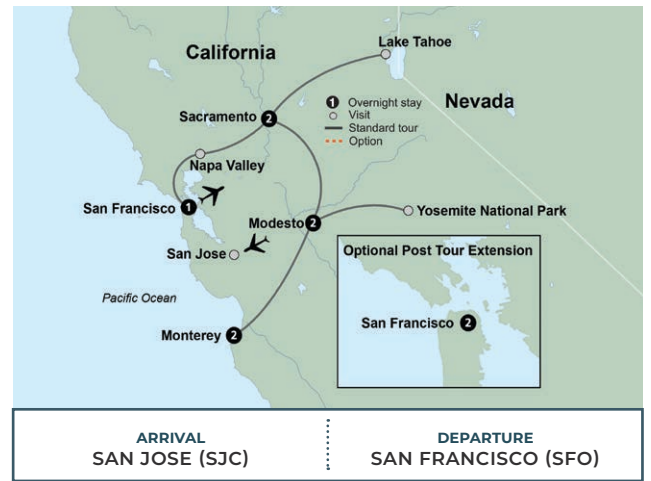 California
Lake Tahoe
1 Overnight stay
Visit
Standard tour
Option
Nevada
Sacramento 2
Napa Valley
San Francisco 1
Modesto 2
Yosemite National Park
San Jose
Optional Post Tour Extension
San Francisco 2
Pacific Ocean
Monterey 2
ARRIVAL
SAN JOSE (SJC)
DEPARTURE
SAN FRANCISCO (SFO)